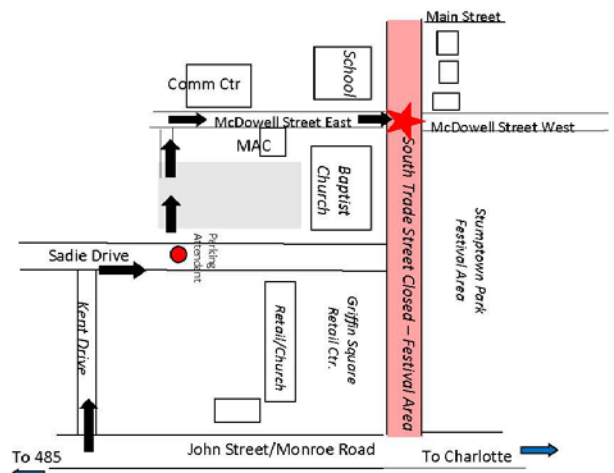 Main Street
School
Comm Ctr
McDowell Street East
McDowell Street West
MAC
Baptist
Church
South Trade Street Closed – Festival Area
Stumptown Park
Festival Area
Parking
Attendant
Sadie Drive
Kent Drive
Retail/Church
Griffin Square
Retail Ctr.
To 485
John Street/Monroe Road
To Charlotte